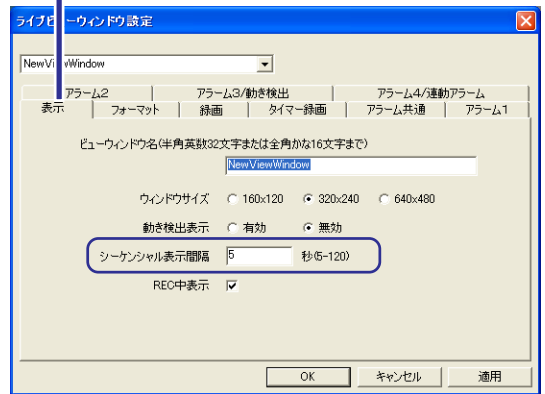 ライブビューウィンドウ設定
NewViewWindow
アラーム2 アラーム3/動き検出 アラーム4/連動アラーム
表示 フォーマット 録画 タイマー録画 アラーム共通 アラーム1
ビューウィンドウ名(半角英数32文字または全角かな16文字まで)
NewViewWindow
ウィンドウサイズ 160x120 320x240 640x480
動き検出表示 有効 無効
シーケンシャル表示間隔 5 秒(5-120)
REC中表示
OK キャンセル 適用